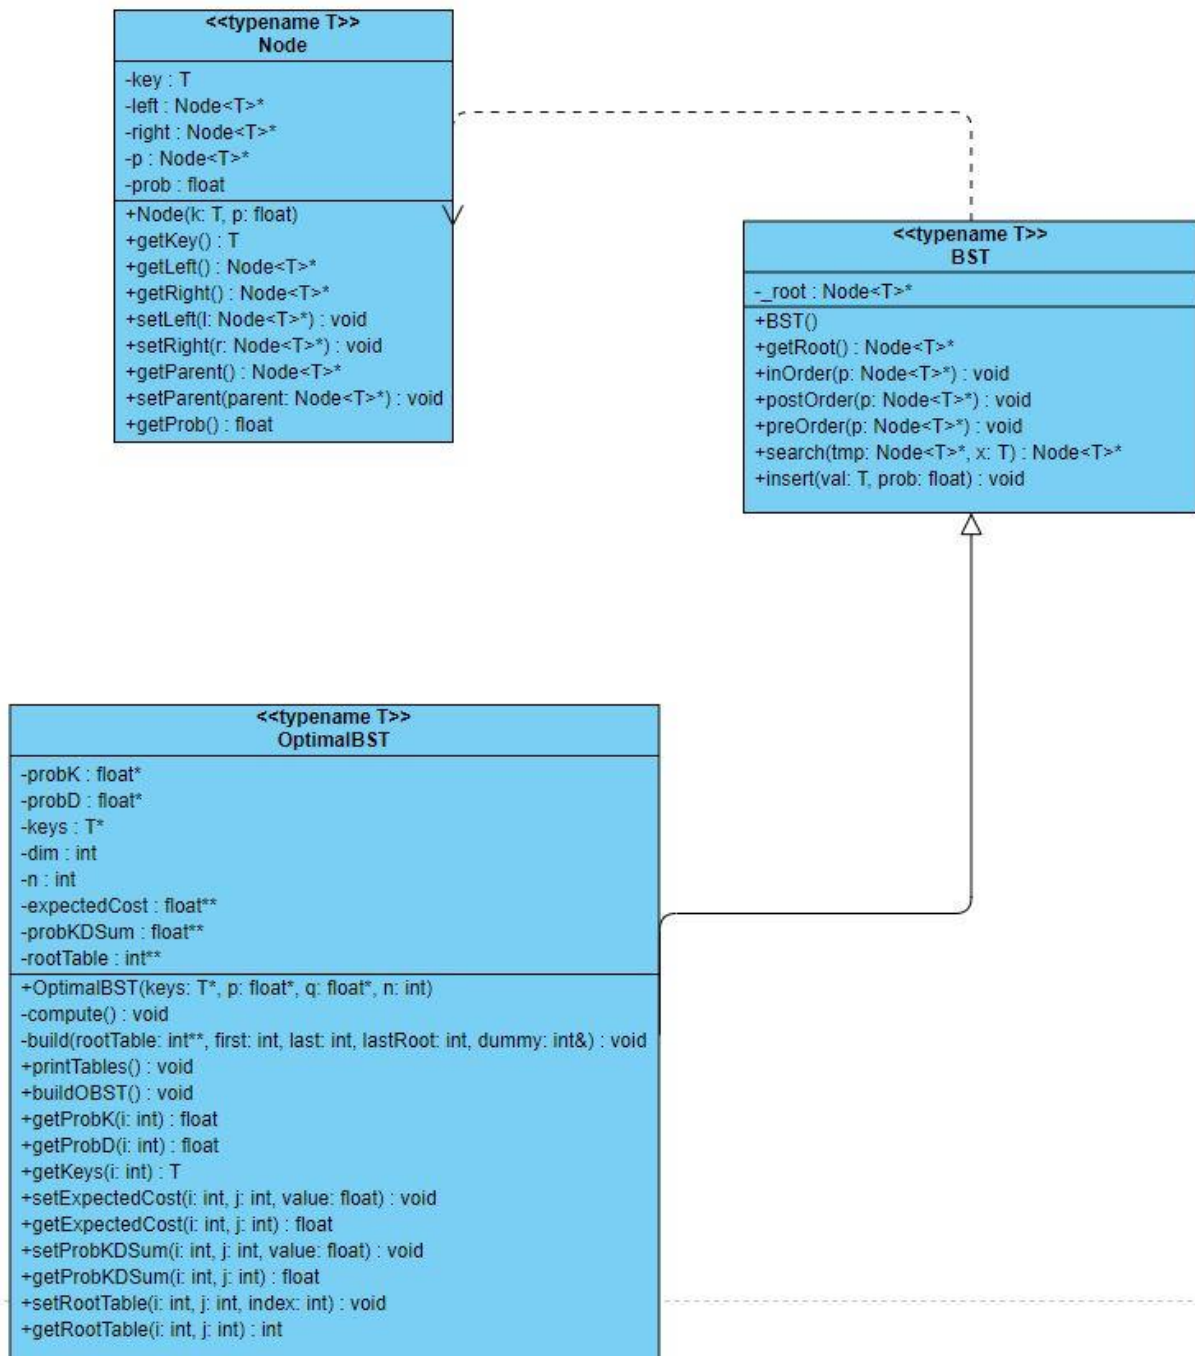 <<typename T>>
Node
-key : T
-left : Node<T>*
-right : Node<T>*
-p : Node<T>*
-prob : float
+Node(k: T, p: float)
+getKey() : T
+getLeft() : Node<T>*
+getRight() : Node<T>*
+setLeft(l: Node<T>*) : void
+setRight(r: Node<T>*) : void
+getParent() : Node<T>*
+setParent(parent: Node<T>*) : void
+getProb() : float
<<typename T>>
BST
-_root : Node<T>*
+BST()
+getRoot() : Node<T>*
+inOrder(p: Node<T>*) : void
+postOrder(p: Node<T>*) : void
+preOrder(p: Node<T>*) : void
+search(tmp: Node<T>*, x: T) : Node<T>*
+insert(val: T, prob: float) : void
<<typename T>>
OptimalBST
-probK : float*
-probD : float*
-keys : T*
-dim : int
-n : int
-expectedCost : float**
-probKDSum : float**
-rootTable : int**
+OptimalBST(keys: T*, p: float*, q: float*, n: int)
-compute() : void
-build(rootTable: int**, first: int, last: int, lastRoot: int, dummy: int&) : void
+printTables() : void
+buildOBST() : void
+getProbK(i: int) : float
+getProbD(i: int) : float
+getKeys(i: int) : T
+setExpectedCost(i: int, j: int, value: float) : void
+getExpectedCost(i: int, j: int) : float
+setProbKDSum(i: int, j: int, value: float) : void
+getProbKDSum(i: int, j: int) : float
+setRootTable(i: int, j: int, index: int) : void
+getRootTable(i: int, j: int) : int